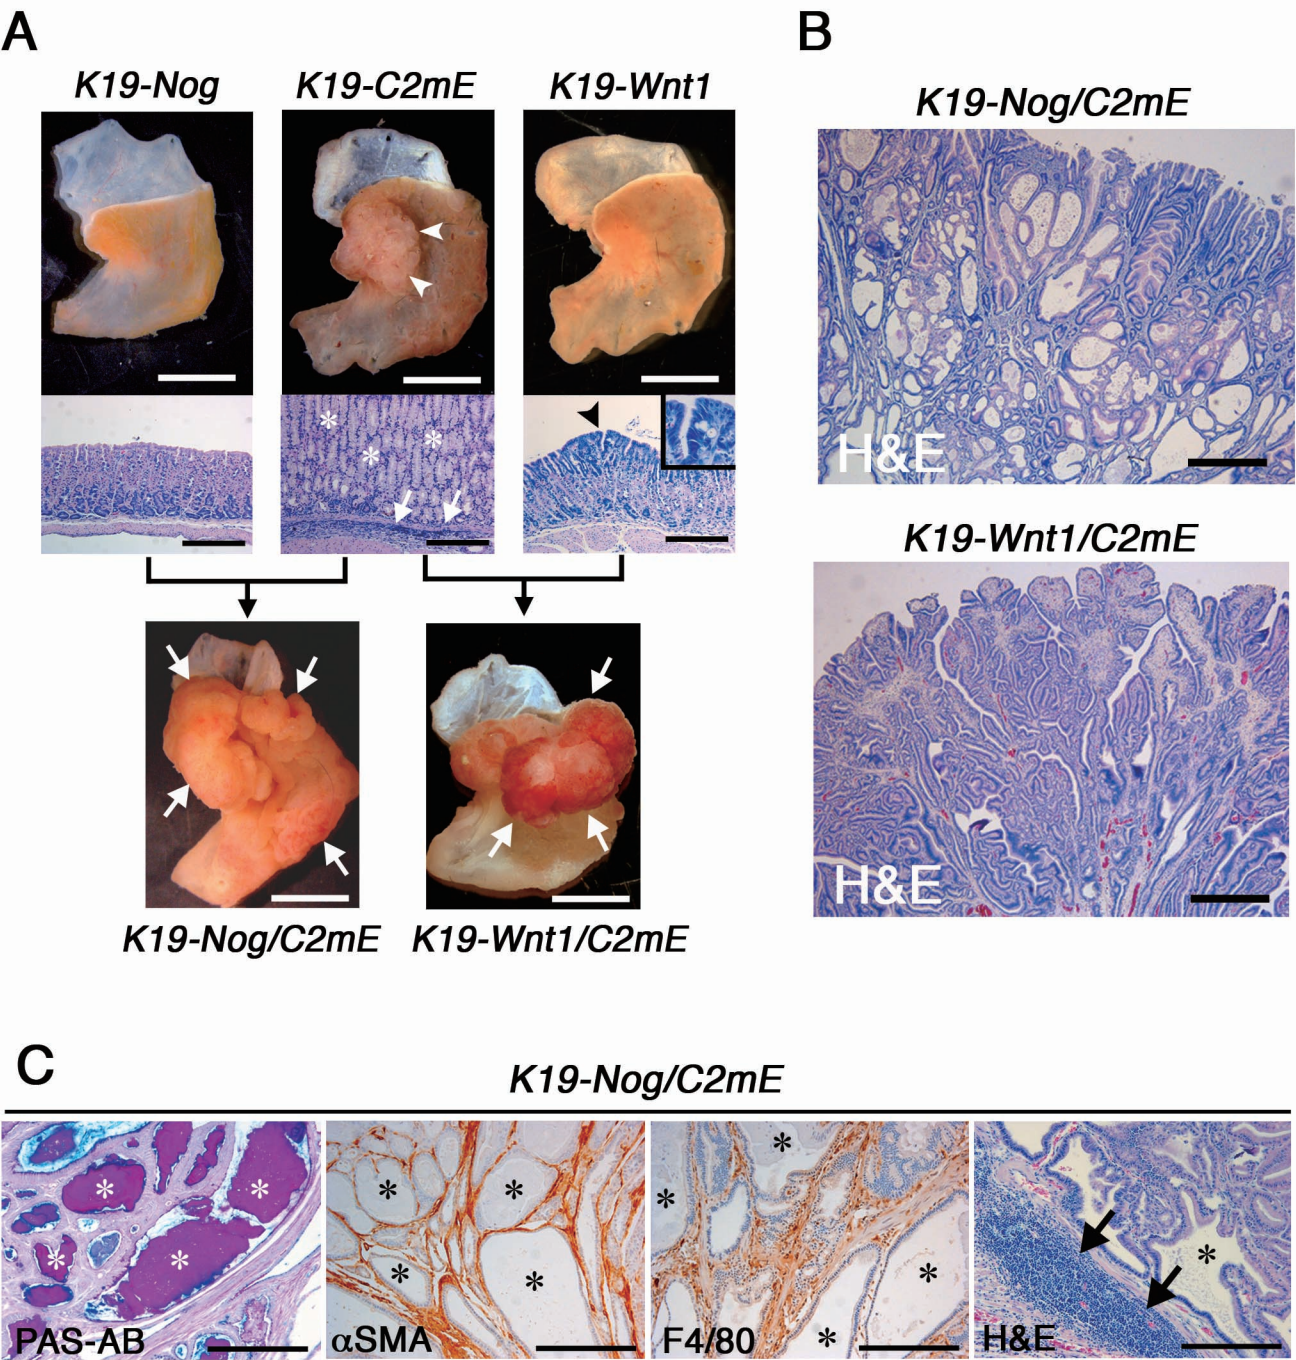 A
K19-Nog
K19-C2mE
K19-Wnt1
*
*
*
K19-Nog/C2mE
K19-Wnt1/C2mE
B
K19-Nog/C2mE
H&E
K19-Wnt1/C2mE
H&E
C
K19-Nog/C2mE
* * * *
PAS-AB
* * * *
αSMA
* * * *
F4/80
*
H&E